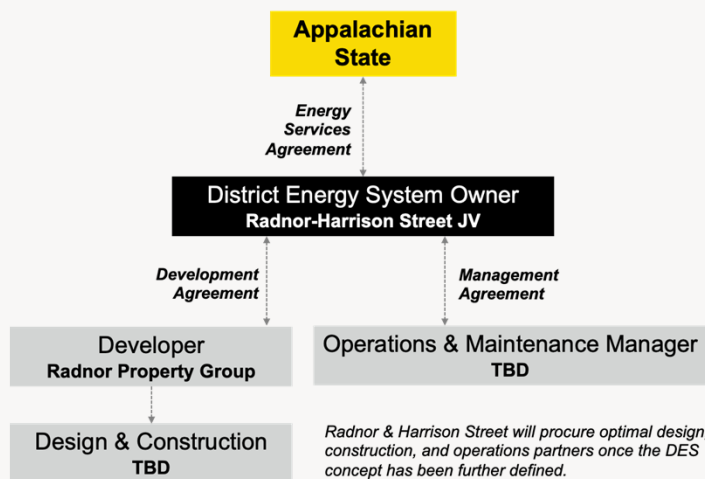 Appalachian
State
Energy
Services
Agreement
District Energy System Owner
Radnor-Harrison Street JV
Development
Agreement
Management
Agreement
Developer
Radnor Property Group
Operations & Maintenance Manager
TBD
Design & Construction
TBD
Radnor & Harrison Street will procure optimal design,
construction, and operations partners once the DES
concept has been further defined.